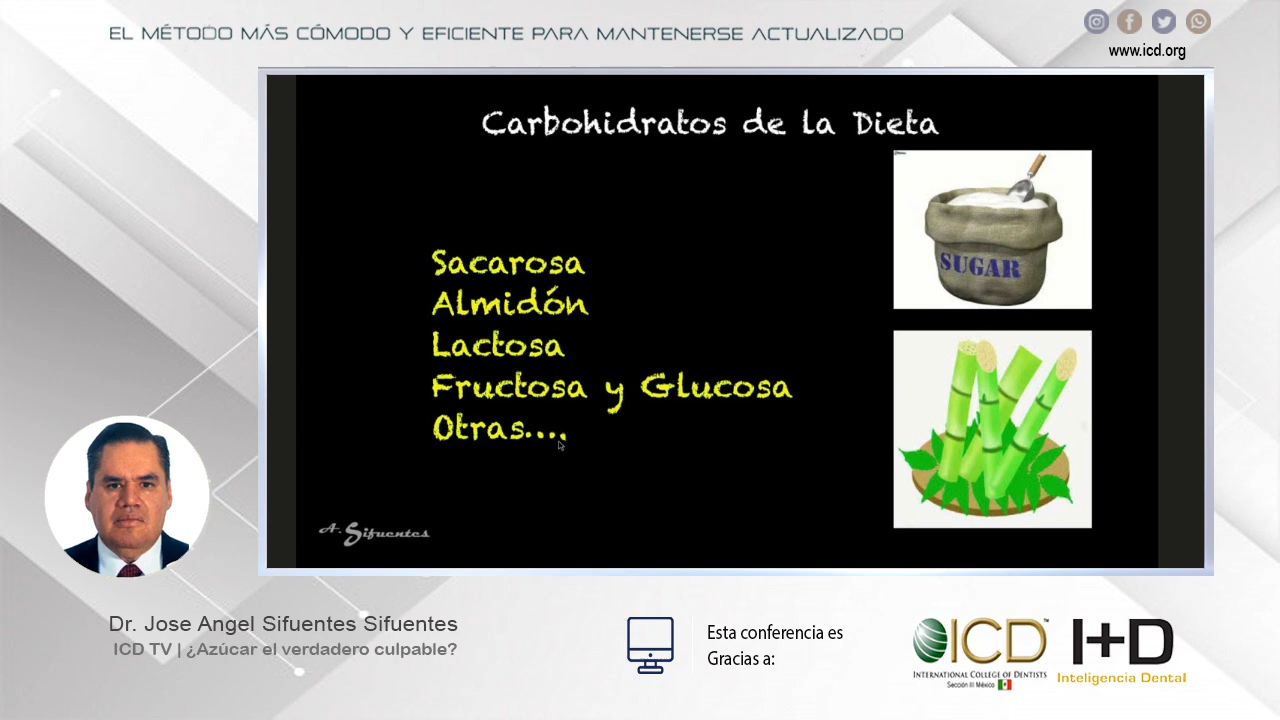 EL MÉTODO MÁS CÓMODO Y EFICIENTE PARA MANTENERSE ACTUALIZADO
www.icd.org
Carbohidratos de la Dieta
SUGAR
Sacarosa
Almidón
Lactosa
Fructosa y Glucosa
Otras....
A. Sifuentes
Dr. Jose Angel Sifuentes Sifuentes
ICD TV | ¿Azúcar el verdadero culpable?
Esta conferencia es
Gracias a:
ICD™
INTERNATIONAL COLLEGE OF DENTISTS
Sección III México
I+D
Inteligencia Dental